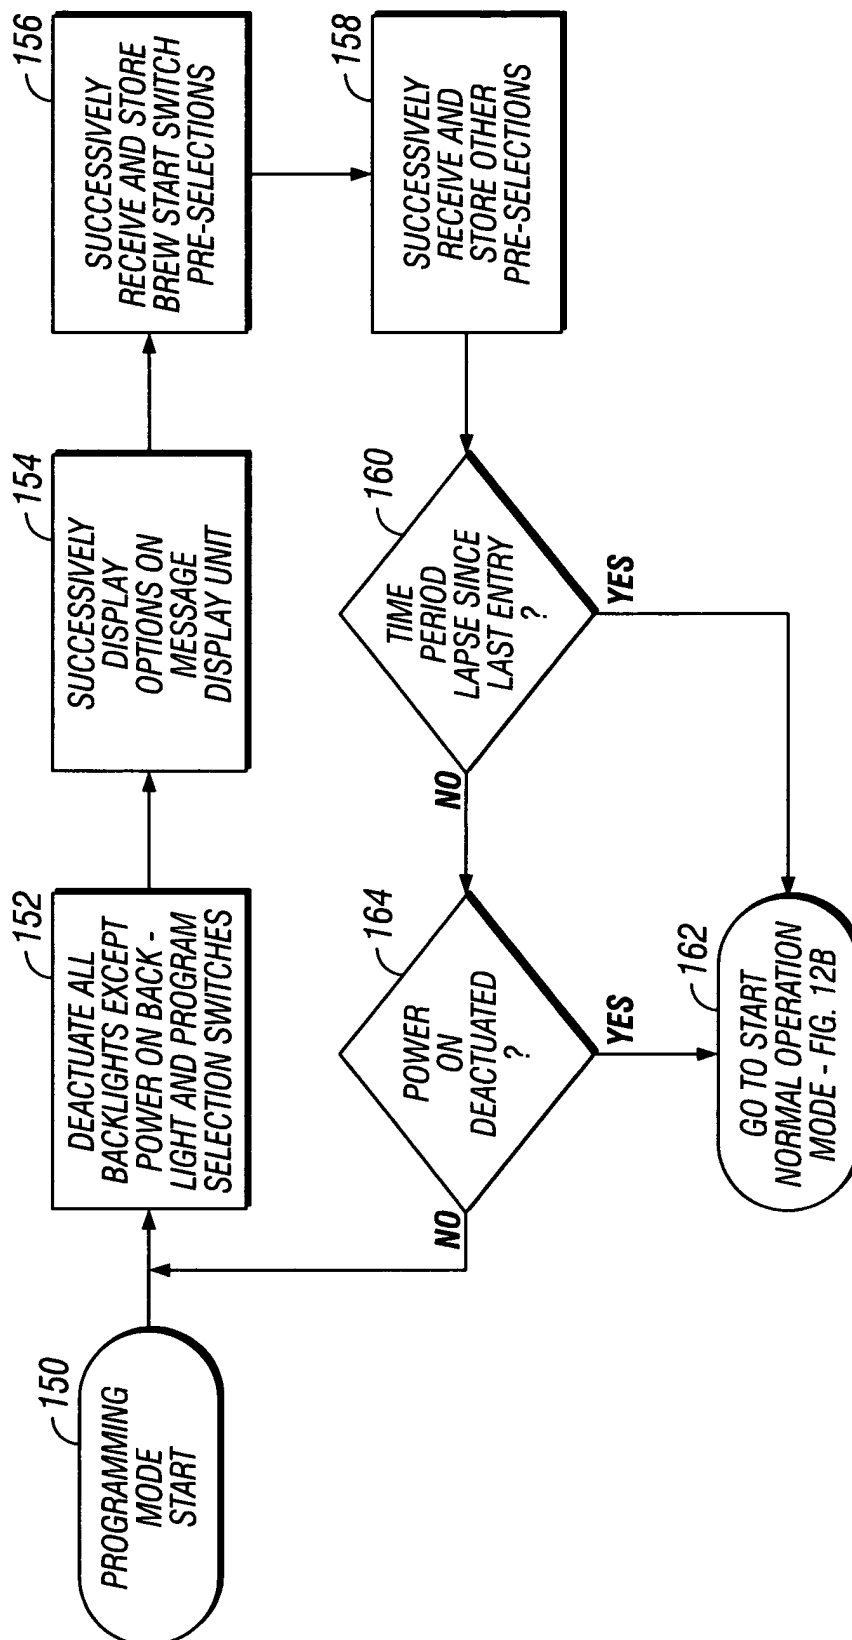 150
PROGRAMMING
MODE
START
152
DEACTUATE ALL
BACKLIGHTS EXCEPT
POWER ON BACK -
LIGHT AND PROGRAM
SELECTION SWITCHES
154
SUCCESSIVELY
DISPLAY
OPTIONS ON
MESSAGE
DISPLAY UNIT
156
SUCCESSIVELY
RECEIVE AND STORE
BREW START SWITCH
PRE-SELECTIONS
158
SUCCESSIVELY
RECEIVE AND
STORE OTHER
PRE-SELECTIONS
160
TIME
PERIOD
LAPSE SINCE
LAST ENTRY
?
YES
NO
164
POWER
ON
DEACTUATED
?
YES
NO
162
GO TO START
NORMAL OPERATION
MODE - FIG. 12B